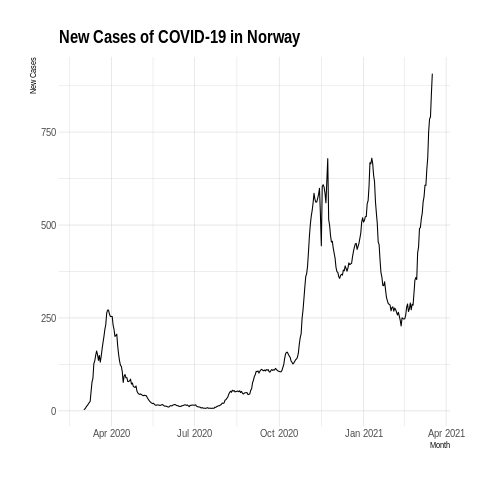 New Cases of COVID-19 in Norway
New Cases
750
500
250
0
Apr 2020 Jul 2020 Oct 2020 Jan 2021 Apr 2021
Month